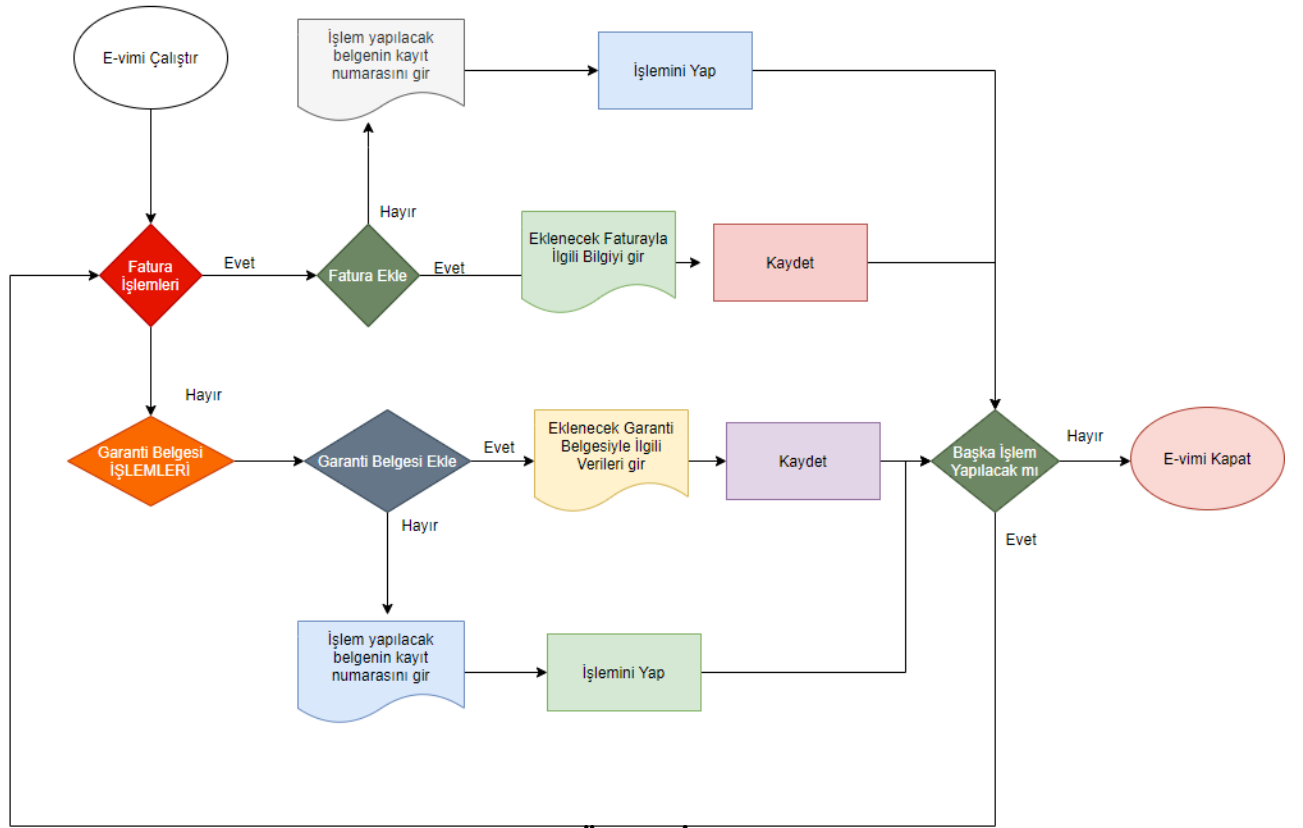 E-vimi Çalıştır
İşlem yapılacak
belgenin kayıt
numarasını gir
İşlemini Yap
Hayır
Fatura
İşlemleri
Evet
Fatura Ekle
Evet
Eklenecek Faturayla
İlgili Bilgiyi gir
Kaydet
Hayır
Garanti Belgesi
İŞLEMLERİ
Garanti Belgesi Ekle
Evet
Eklenecek Garanti
Belgesiyle İlgili
Verileri gir
Kaydet
Başka İşlem
Yapılacak mı
Hayır
E-vimi Kapat
Hayır
Evet
İşlem yapılacak
belgenin kayıt
numarasını gir
İşlemini Yap